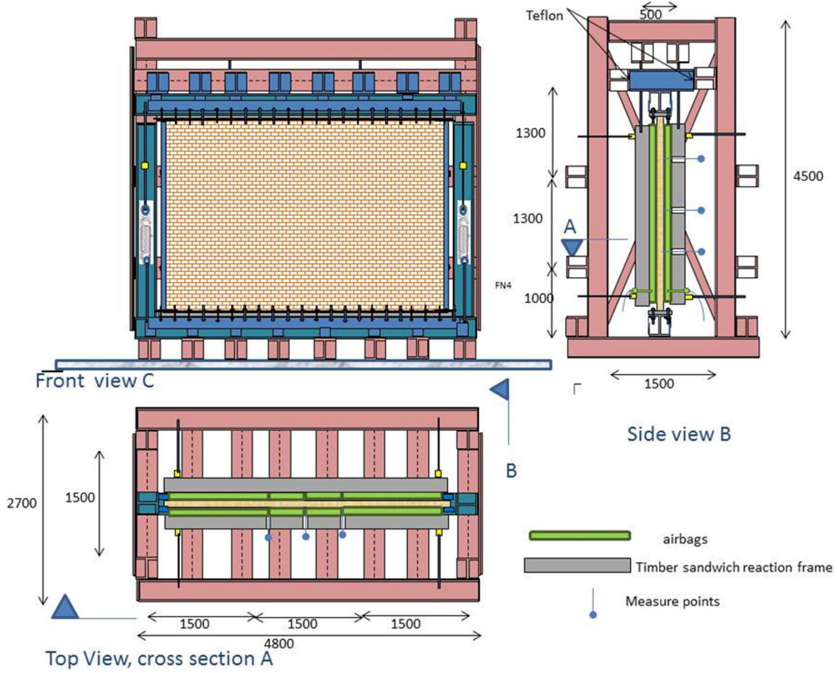 500
Teflon
1300
4500
1300
A
FN4
1000
Front view C
1500
Side view B
B
2700
1500
airbags
Timber sandwich reaction frame
Measure points
1500
1500
1500
4800
Top View, cross section A